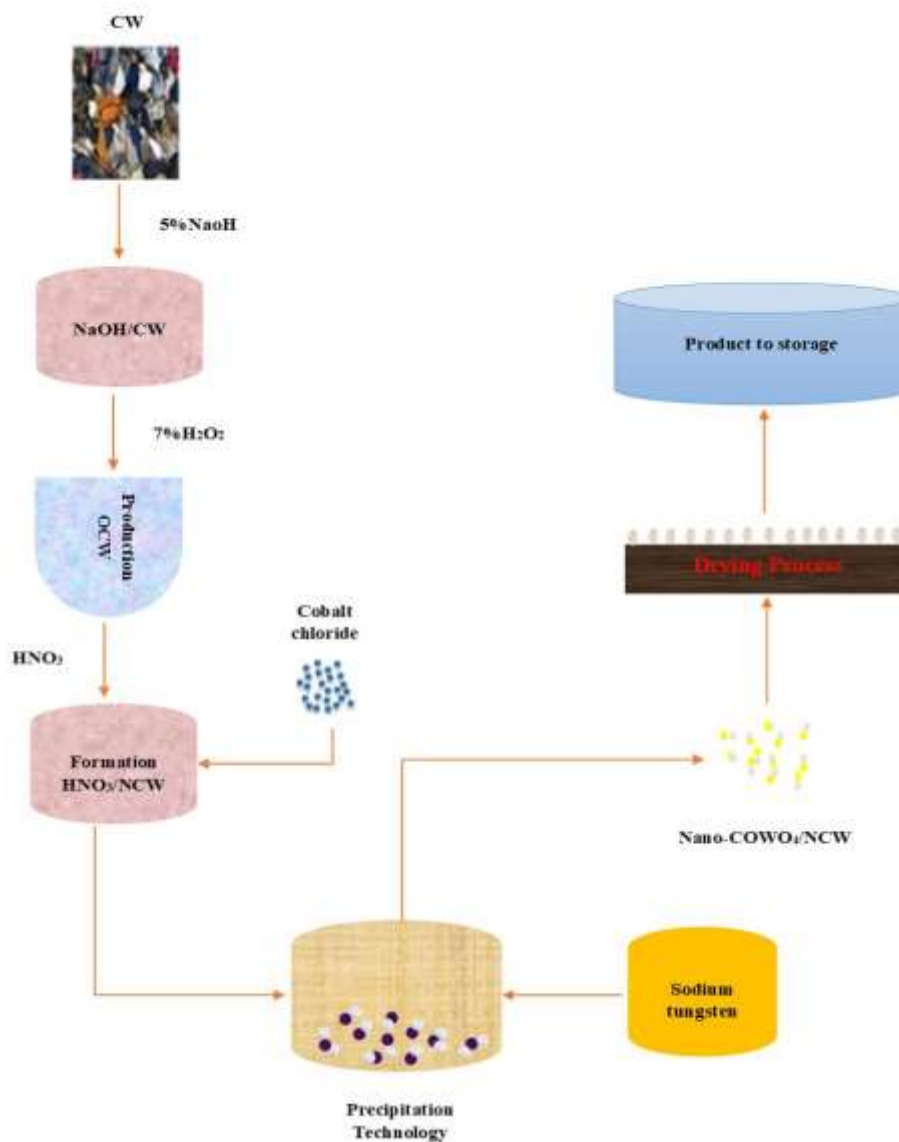 CW
5%NaoH
NaOH/CW
7%H₂O₂
Production
OCW
HNO₃
Cobalt
chloride
Formation
HNO₃/NCW
Precipitation
Technology
Sodium
tungsten
Nano-COWO₄/NCW
Drying Process
Product to storage